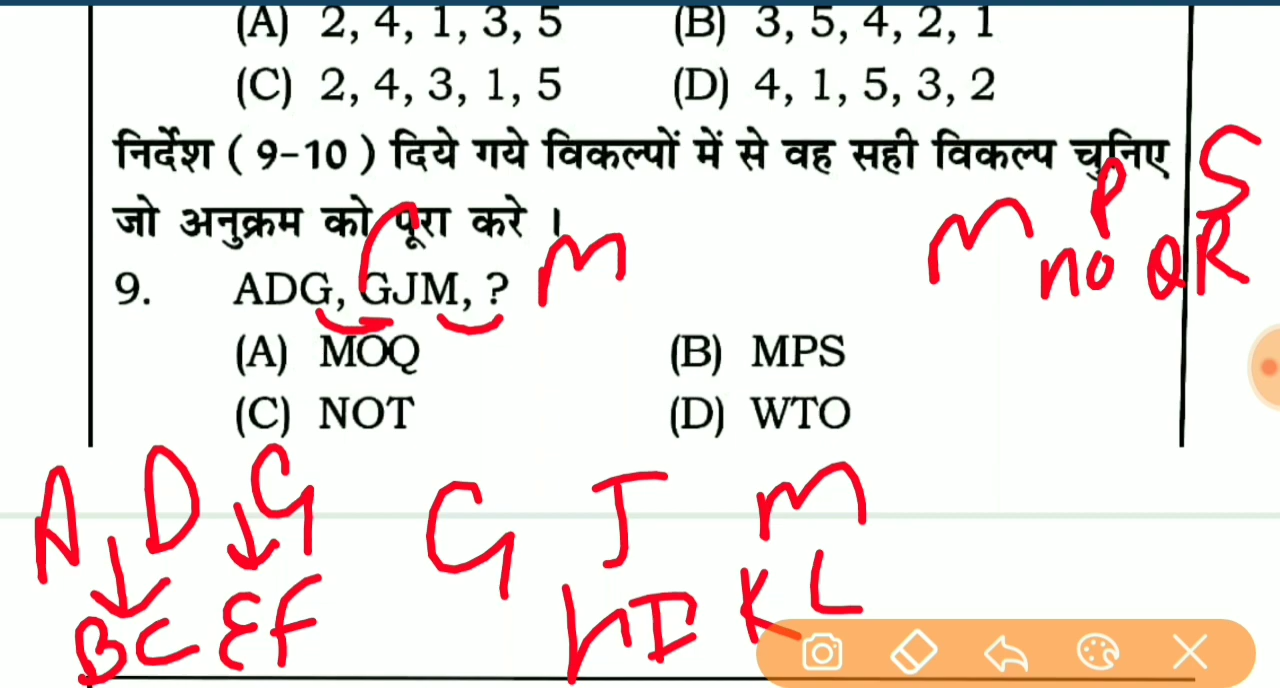 (A) 2, 4, 1, 3, 5 (B) 3, 5, 4, 2, 1
(C) 2, 4, 3, 1, 5 (D) 4, 1, 5, 3, 2
निर्देश ( 9-10 ) दिये गये विकल्पों में से वह सही विकल्प चुनिए
जो अनुक्रम को पूरा करे ।
M P S
M no QR
9. ADG, GJM, ?
(A) MOQ (B) MPS
(C) NOT (D) WTO
A D G G J M
BC EF HI KL